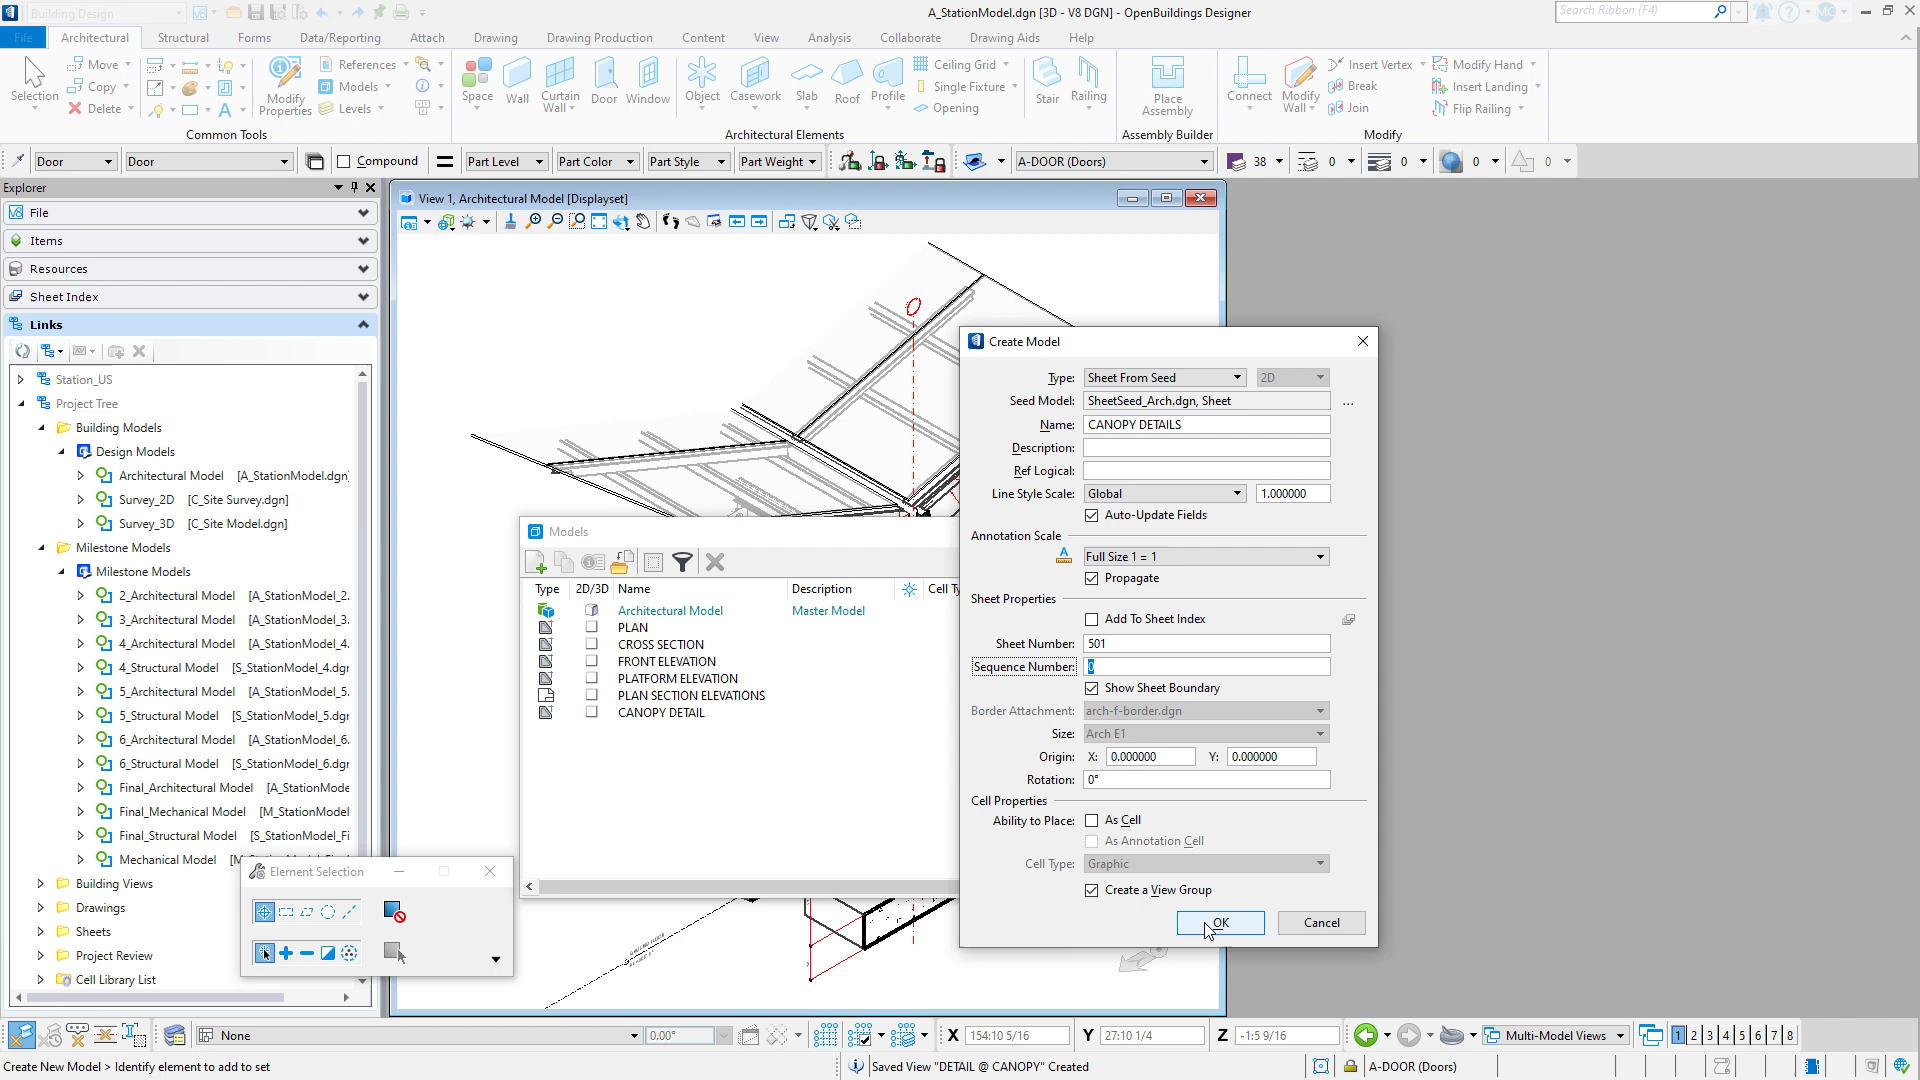 Building Design
A_StationModel.dgn [3D - V8 DGN] - OpenBuildings Designer
Search Ribbon (F4)
MC
File
Architectural
Structural
Forms
Data/Reporting
Attach
Drawing
Drawing Production
Content
View
Analysis
Collaborate
Drawing Aids
Help
Selection
Move
Copy
Delete
Modify Properties
References
Models
Levels
Common Tools
Space
Wall
Curtain Wall
Door
Window
Object
Casework
Slab
Roof
Profile
Ceiling Grid
Single Fixture
Opening
Stair
Railing
Architectural Elements
Place Assembly
Assembly Builder
Connect
Modify Wall
Insert Vertex
Break
Join
Modify Hand
Insert Landing
Flip Railing
Modify
Door
Door
Compound
Part Level
Part Color
Part Style
Part Weight
A-DOOR (Doors)
38
0
0
0
0
Explorer
File
Items
Resources
Sheet Index
Links
Station_US
Project Tree
Building Models
Design Models
Architectural Model [A_StationModel.dgn]
Survey_2D [C_Site Survey.dgn]
Survey_3D [C_Site Model.dgn]
Milestone Models
Milestone Models
2_Architectural Model [A_StationModel_2.
3_Architectural Model [A_StationModel_3.
4_Architectural Model [A_StationModel_4.
4_Structural Model [S_StationModel_4.dgr
5_Architectural Model [A_StationModel_5.
5_Structural Model [S_StationModel_5.dgr
6_Architectural Model [A_StationModel_6.
6_Structural Model [S_StationModel_6.dgr
Final_Architectural Model [A_StationMode
Final_Mechanical Model [M_StationModel_
Final_Structural Model [S_StationModel_Fi
Mechanical Model
Building Views
Drawings
Sheets
Project Review
Cell Library List
View 1, Architectural Model [Displayset]
Models
Type
2D/3D
Name
Description
Cell Ty
Architectural Model
Master Model
PLAN
CROSS SECTION
FRONT ELEVATION
PLATFORM ELEVATION
PLAN SECTION ELEVATIONS
CANOPY DETAIL
Element Selection
Create Model
Type: Sheet From Seed 2D
Seed Model: SheetSeed_Arch.dgn, Sheet ...
Name: CANOPY DETAILS
Description:
Ref Logical:
Line Style Scale: Global 1.000000
Auto-Update Fields
Annotation Scale
Full Size 1 = 1
Propagate
Sheet Properties
Add To Sheet Index
Sheet Number: 501
Sequence Number: 0
Show Sheet Boundary
Border Attachment: arch-f-border.dgn
Size: Arch E1
Origin: X: 0.000000 Y: 0.000000
Rotation: 0°
Cell Properties
Ability to Place: As Cell
As Annotation Cell
Cell Type: Graphic
Create a View Group
OK
Cancel
None
0.00°
X 154:10 5/16
Y 27:10 1/4
Z -1:5 9/16
Multi-Model Views
1 2 3 4 5 6 7 8
Create New Model > Identify element to add to set
Saved View "DETAIL @ CANOPY" Created
A-DOOR (Doors)